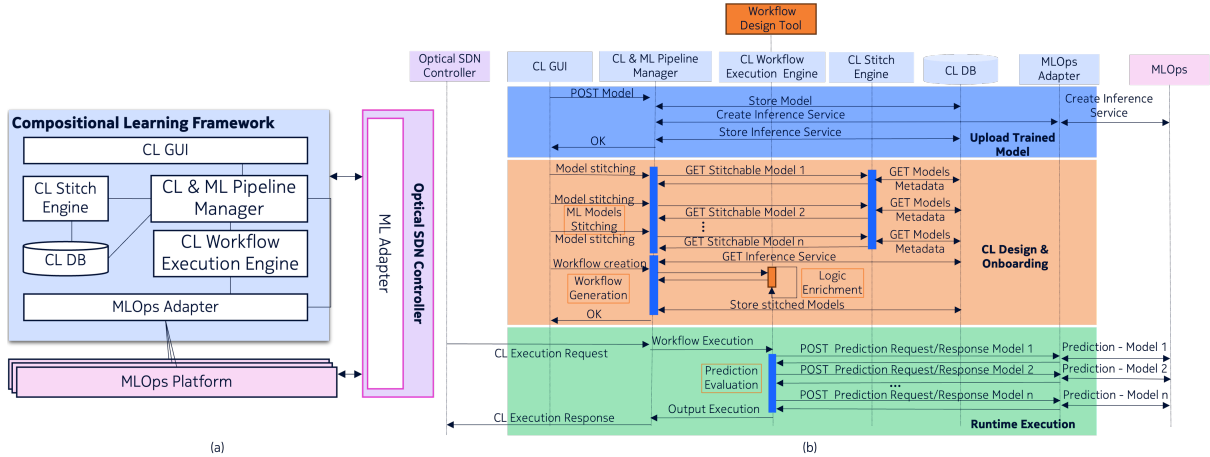 Compositional Learning Framework
CL GUI
CL Stitch
Engine
CL & ML Pipeline
Manager
CL DB
CL Workflow
Execution Engine
MLOps Adapter
MLOps Platform
ML Adapter
Optical SDN Controller
(a)
Workflow
Design Tool
Optical SDN
Controller
CL GUI
CL & ML Pipeline
Manager
CL Workflow
Execution Engine
CL Stitch
Engine
CL DB
MLOps
Adapter
MLOps
POST Model
Store Model
Create Inference Service
Create Inference
Service
Store Inference Service
OK
Upload Trained
Model
Model stitching
GET Stitchable Model 1
GET Models
Metadata
Model stitching
ML Models
Stitching
GET Stitchable Model 2
GET Models
Metadata
⋮
Model stitching
GET Stitchable Model n
GET Models
Metadata
CL Design &
Onboarding
GET Inference Service
Workflow creation
Workflow
Generation
Logic
Enrichment
Store stitched Models
OK
CL Execution Request
Workflow Execution
POST Prediction Request/Response Model 1
Prediction - Model 1
Prediction
Evaluation
POST Prediction Request/Response Model 2
Prediction - Model 2
...
POST Prediction Request/Response Model n
Prediction - Model n
Output Execution
CL Execution Response
Runtime Execution
(b)